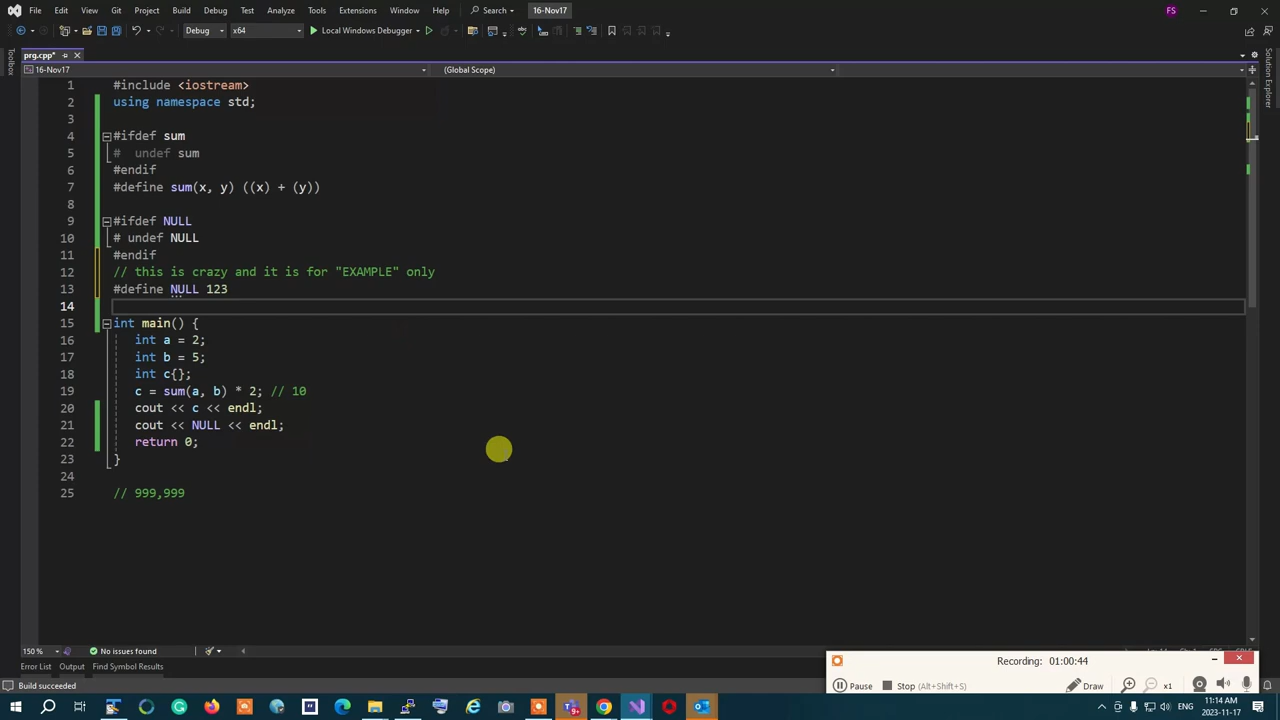 File Edit View Git Project Build Debug Test Analyze Tools Extensions Window Help Search 16-Nov17 FS
Debug x64 Local Windows Debugger
prg.cpp*
16-Nov17 (Global Scope)
Toolbox
Solution Explorer
1 #include <iostream>
2 using namespace std;
3
4 #ifdef sum
5 #  undef sum
6 #endif
7 #define sum(x, y) ((x) + (y))
8
9 #ifdef NULL
10 # undef NULL
11 #endif
12 // this is crazy and it is for "EXAMPLE" only
13 #define NULL 123
14
15 int main() {
16 int a = 2;
17 int b = 5;
18 int c{};
19 c = sum(a, b) * 2; // 10
20 cout << c << endl;
21 cout << NULL << endl;
22 return 0;
23 }
24
25 // 999,999
150 % No issues found
Error List Output Find Symbol Results
Build succeeded
Recording: 01:00:44
Pause Stop (Alt+Shift+S) Draw x1
ENG 11:14 AM
2023-11-17